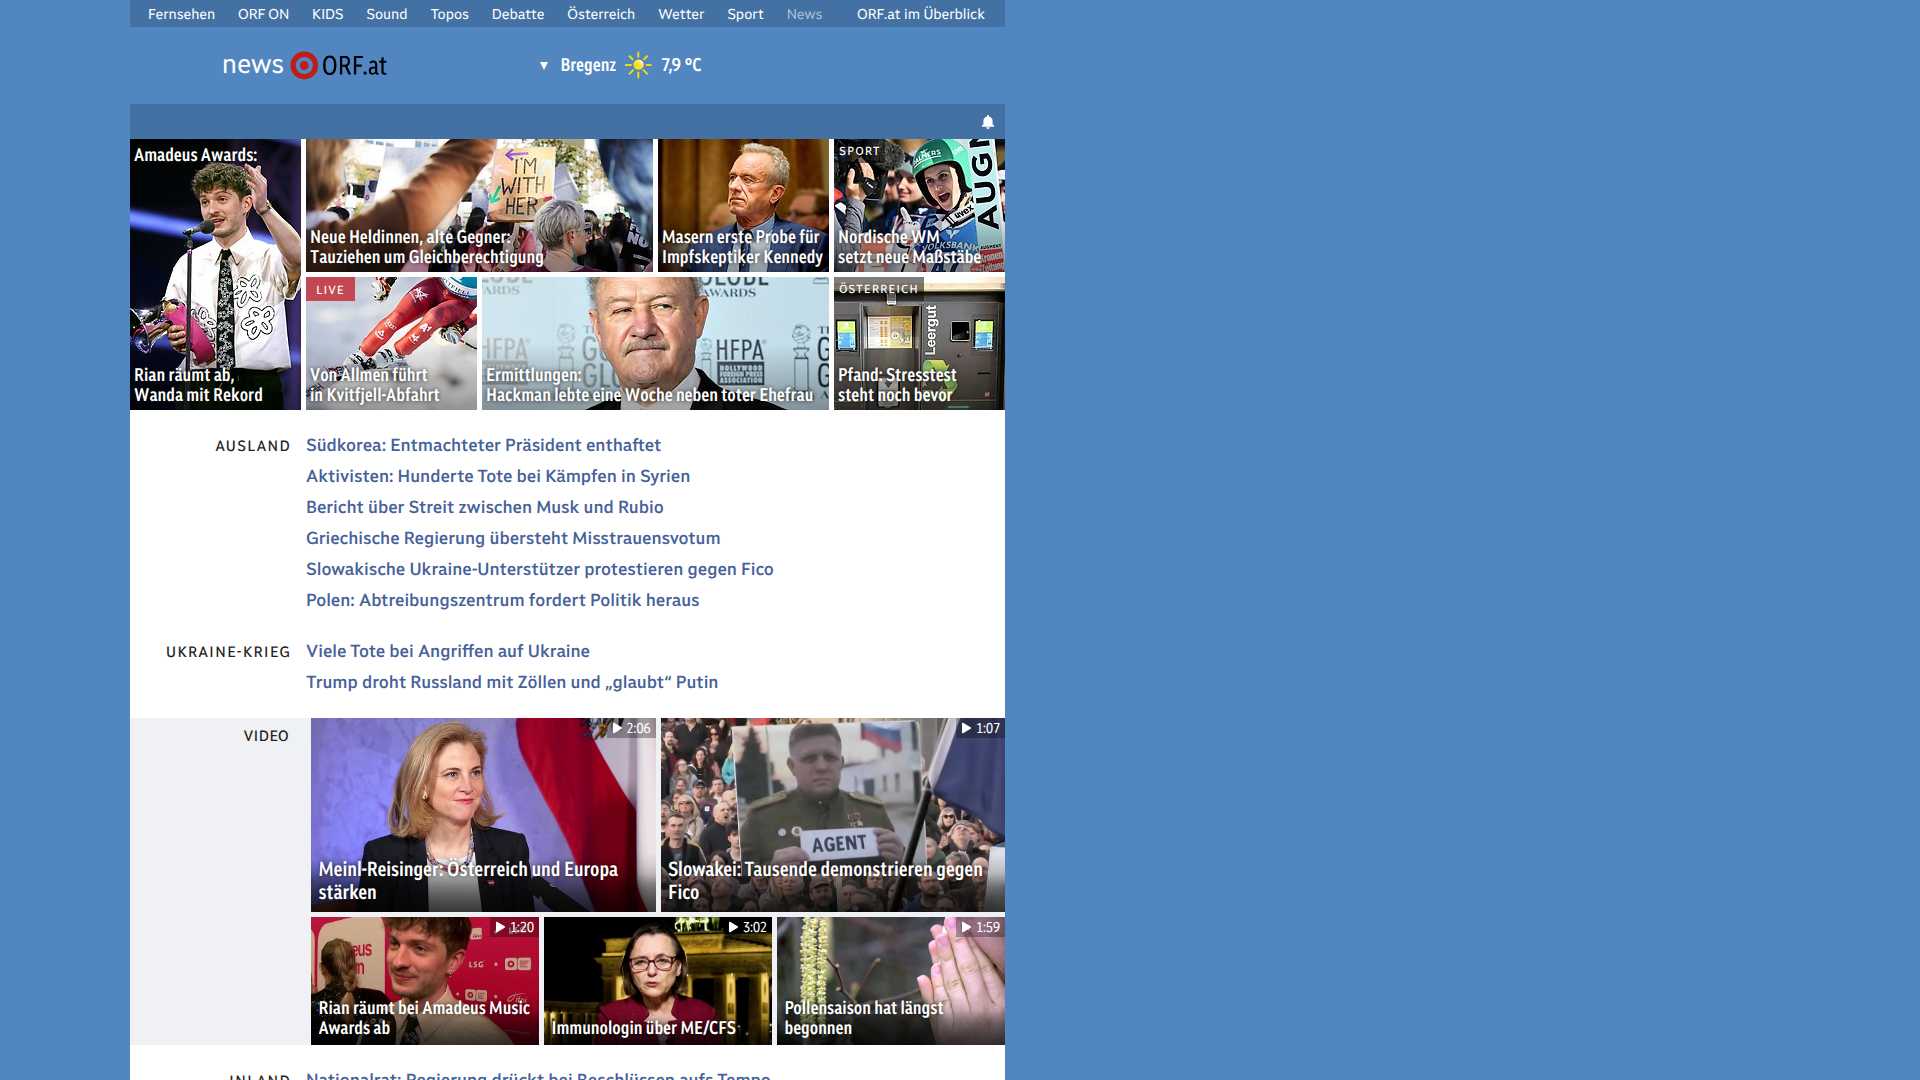 Fernsehen ORF ON KIDS Sound Topos Debatte Österreich Wetter Sport News ORF.at im Überblick
news ORF.at
▼ Bregenz 7,9 °C
Amadeus Awards:
Rian räumt ab,
Wanda mit Rekord
I'M
WITH
HER
Neue Heldinnen, alte Gegner:
Tauziehen um Gleichberechtigung
Masern erste Probe für
Impfskeptiker Kennedy
SPORT
Nordische WM
setzt neue Maßstäbe
LIVE
Von Allmen führt
in Kvitfjell-Abfahrt
Ermittlungen:
Hackman lebte eine Woche neben toter Ehefrau
ÖSTERREICH
Leergut
Pfand: Stresstest
steht noch bevor
AUSLAND
Südkorea: Entmachteter Präsident enthaftet
Aktivisten: Hunderte Tote bei Kämpfen in Syrien
Bericht über Streit zwischen Musk und Rubio
Griechische Regierung übersteht Misstrauensvotum
Slowakische Ukraine-Unterstützer protestieren gegen Fico
Polen: Abtreibungszentrum fordert Politik heraus
UKRAINE-KRIEG
Viele Tote bei Angriffen auf Ukraine
Trump droht Russland mit Zöllen und „glaubt“ Putin
VIDEO
2:06
Meinl-Reisinger: Österreich und Europa
stärken
1:07
AGENT
Slowakei: Tausende demonstrieren gegen
Fico
1:20
Rian räumt bei Amadeus Music
Awards ab
3:02
Immunologin über ME/CFS
1:59
Pollensaison hat längst
begonnen
INLAND
Nationalrat: Regierung drückt bei Beschlüssen aufs Tempo